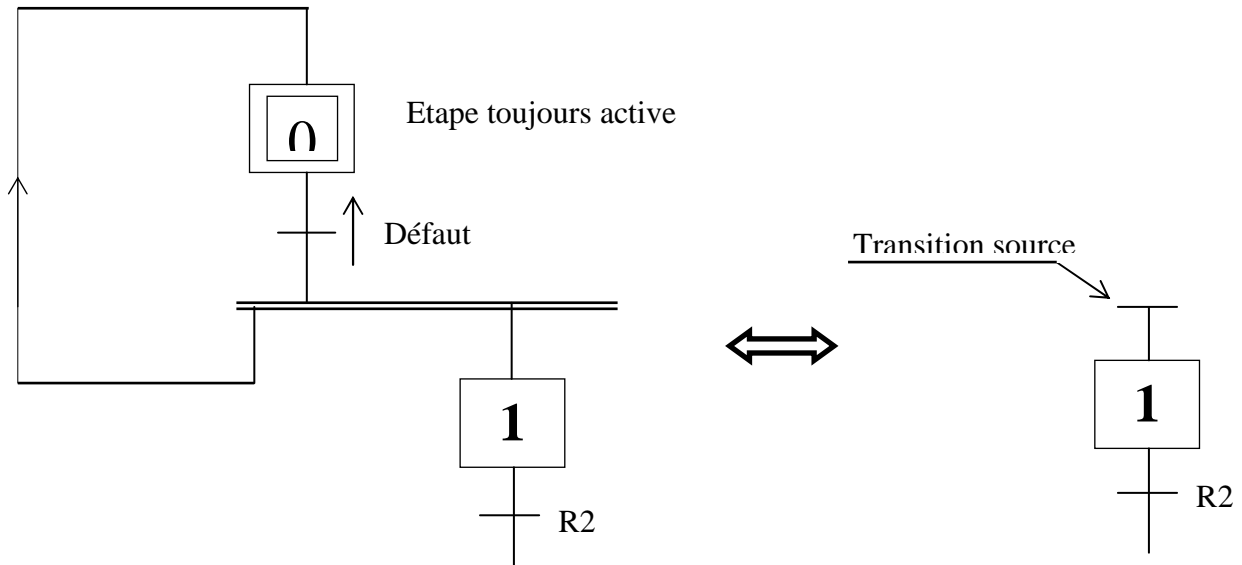 Etape toujours active
0
Défaut
Transition source
1
1
R2
R2